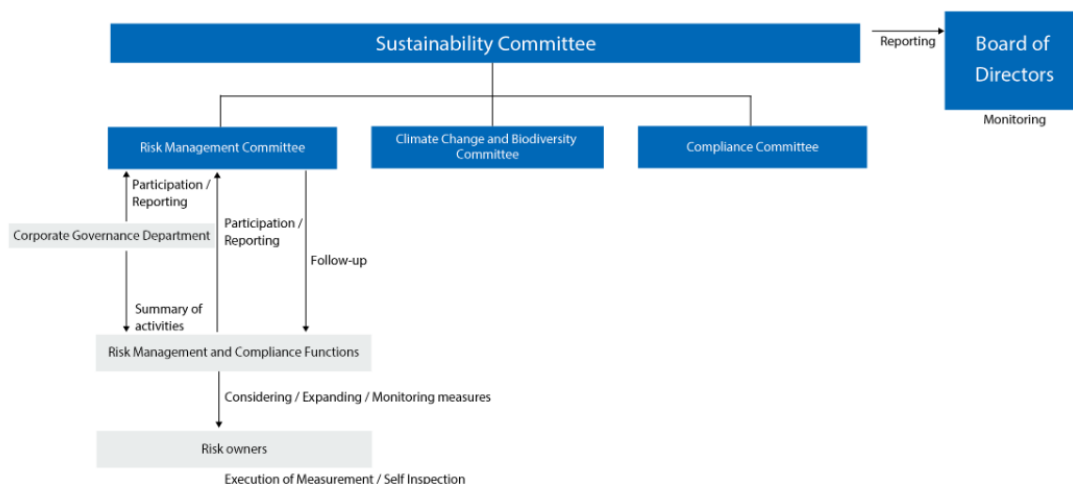 Sustainability Committee
Reporting
Board of
Directors
Monitoring
Risk Management Committee
Climate Change and Biodiversity
Committee
Compliance Committee
Participation /
Reporting
Corporate Governance Department
Participation /
Reporting
Follow-up
Summary of
activities
Risk Management and Compliance Functions
Considering / Expanding / Monitoring measures
Risk owners
Execution of Measurement / Self Inspection